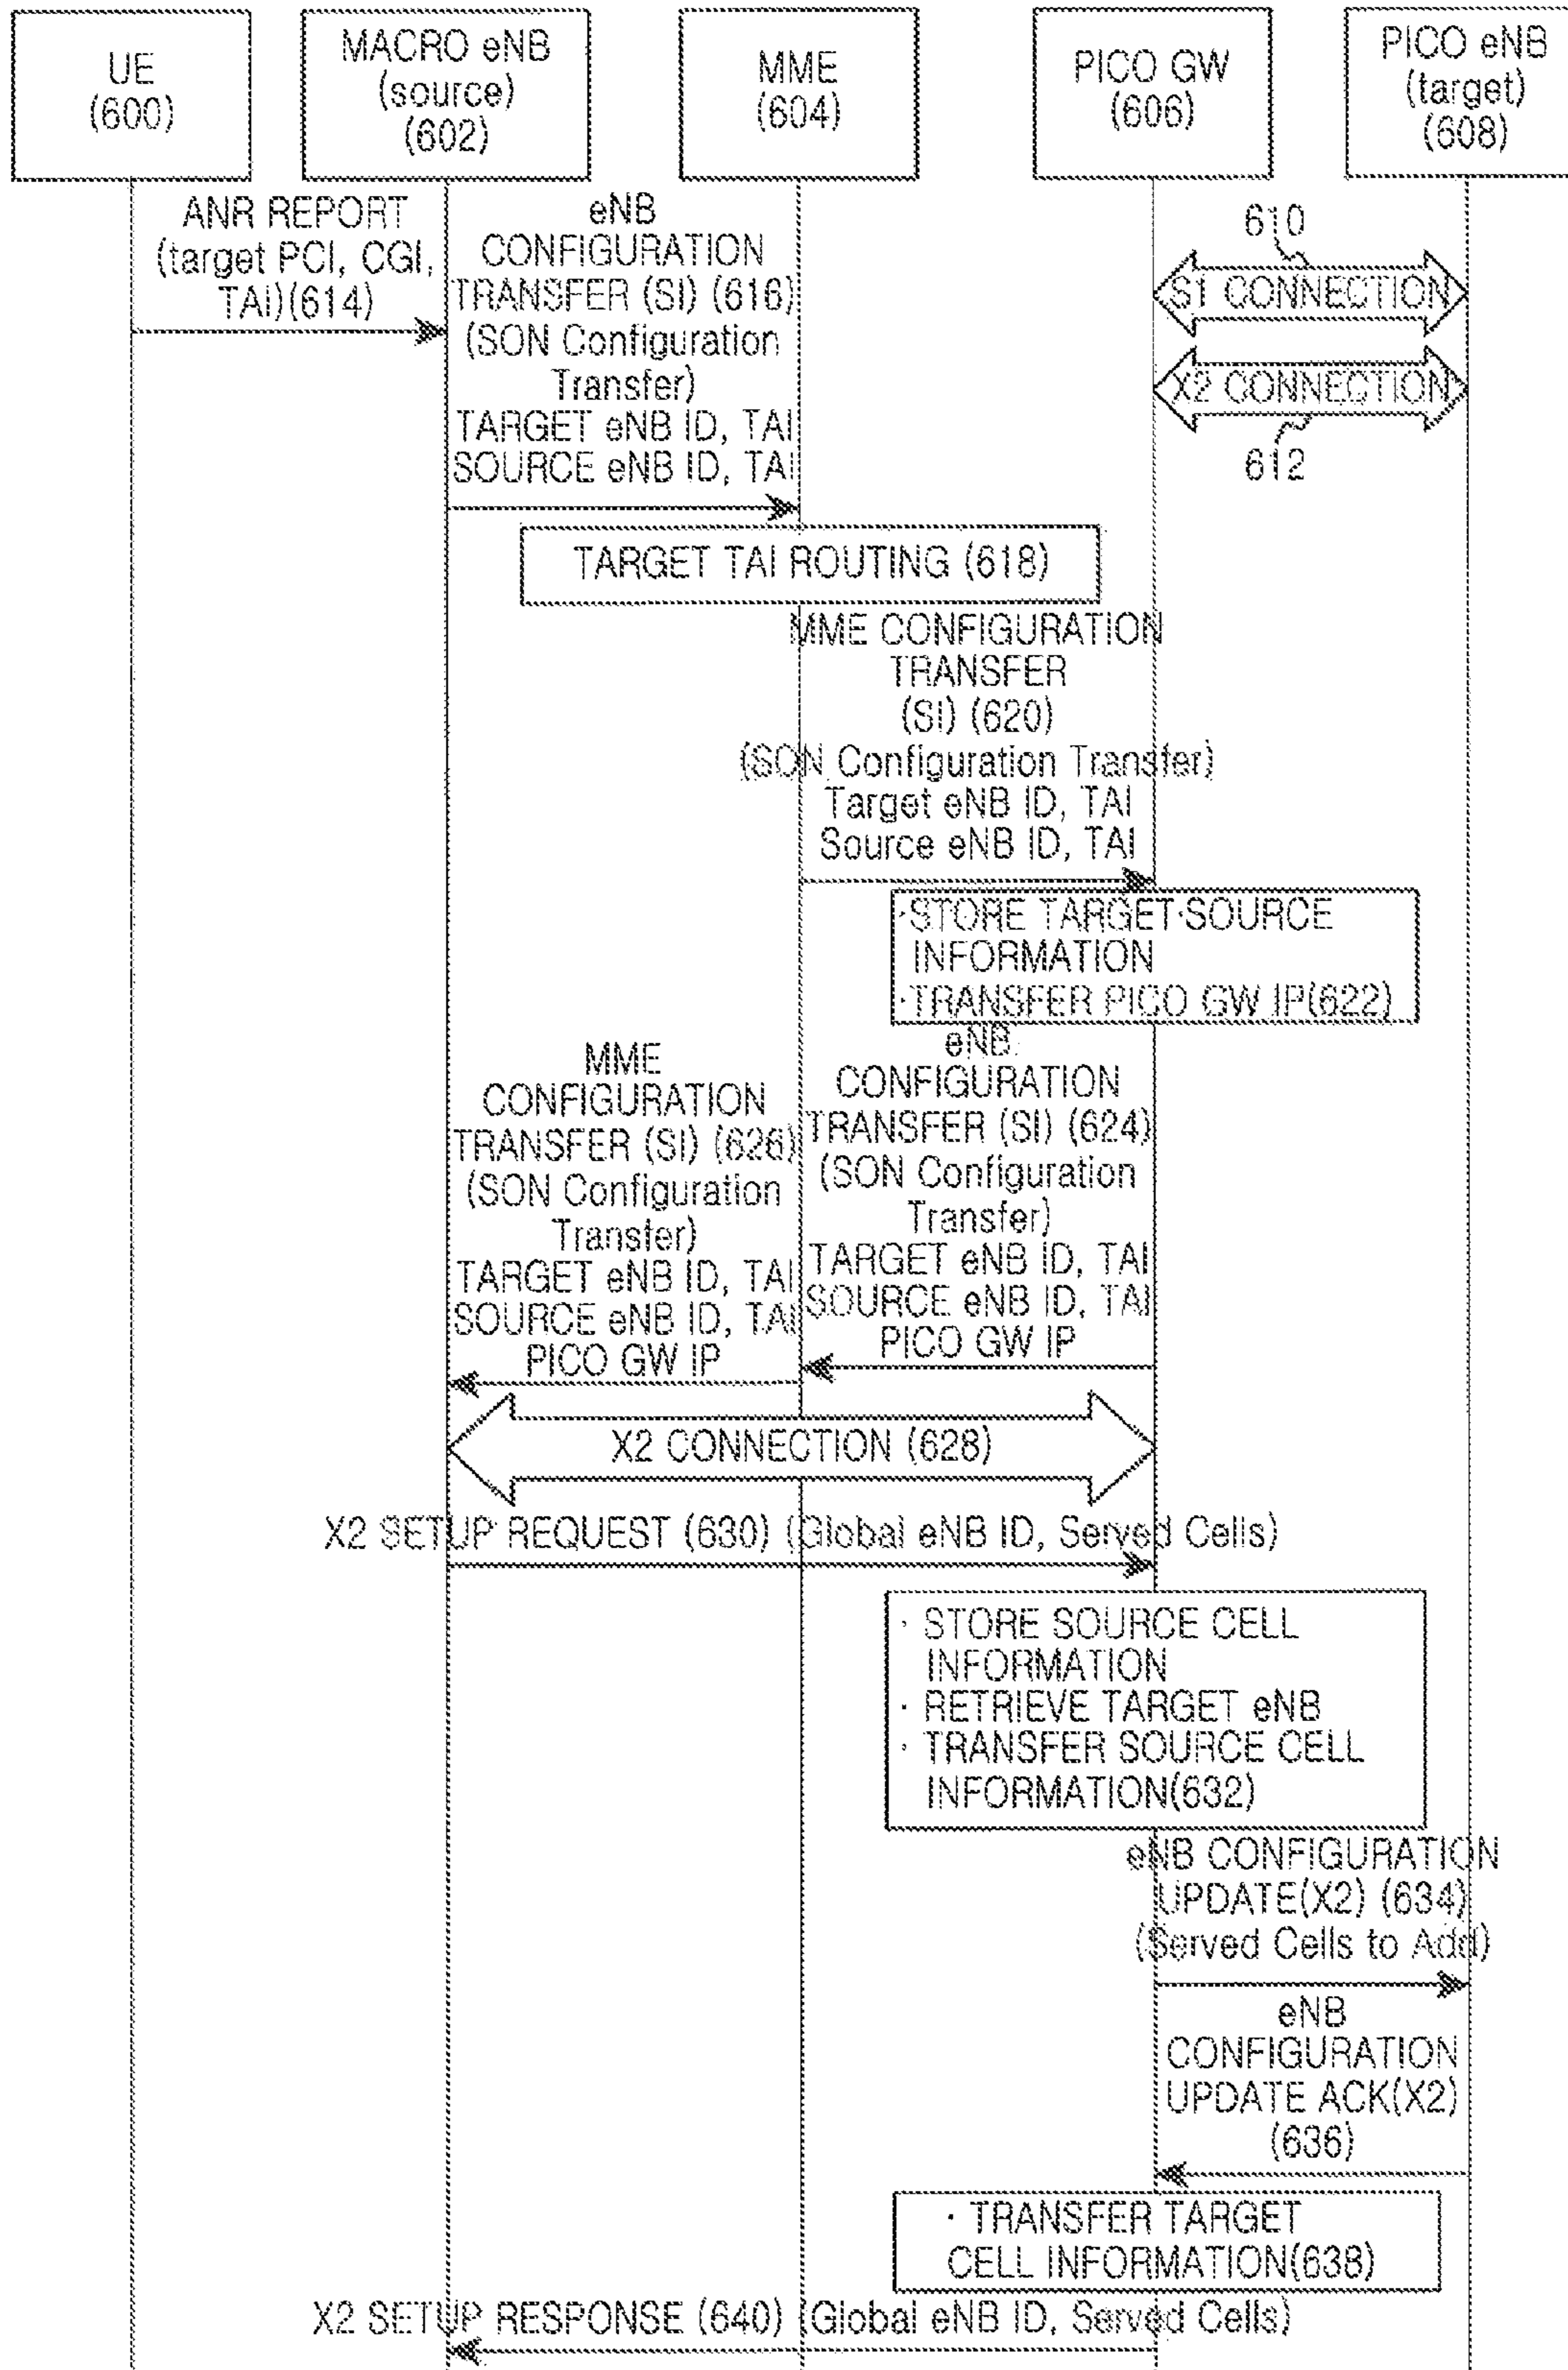 UE
(600)
MACRO eNB
(source)
(602)
MME
(604)
PICO GW
(606)
PICO eNB
(target)
(608)
ANR REPORT
(target PCI, CGI,
TAI)(614)
eNB
CONFIGURATION
TRANSFER (SI) (616)
(SON Configuration
Transfer)
TARGET eNB ID, TAI
SOURCE eNB ID, TAI
610
S1 CONNECTION
X2 CONNECTION
612
TARGET TAI ROUTING (618)
MME CONFIGURATION
TRANSFER
(SI) (620)
(SON Configuration Transfer)
Target eNB ID, TAI
Source eNB ID, TAI
·STORE TARGET·SOURCE
INFORMATION
·TRANSFER PICO GW IP(622)
MME
CONFIGURATION
TRANSFER (SI) (626)
(SON Configuration
Transfer)
TARGET eNB ID, TAI
SOURCE eNB ID, TAI
PICO GW IP
eNB
CONFIGURATION
TRANSFER (SI) (624)
(SON Configuration
Transfer)
TARGET eNB ID, TAI
SOURCE eNB ID, TAI
PICO GW IP
X2 CONNECTION (628)
X2 SETUP REQUEST (630) (Global eNB ID, Served Cells)
· STORE SOURCE CELL
INFORMATION
· RETRIEVE TARGET eNB
· TRANSFER SOURCE CELL
INFORMATION(632)
eNB CONFIGURATION
UPDATE(X2) (634)
(Served Cells to Add)
eNB
CONFIGURATION
UPDATE ACK(X2)
(636)
· TRANSFER TARGET
CELL INFORMATION(638)
X2 SETUP RESPONSE (640) (Global eNB ID, Served Cells)